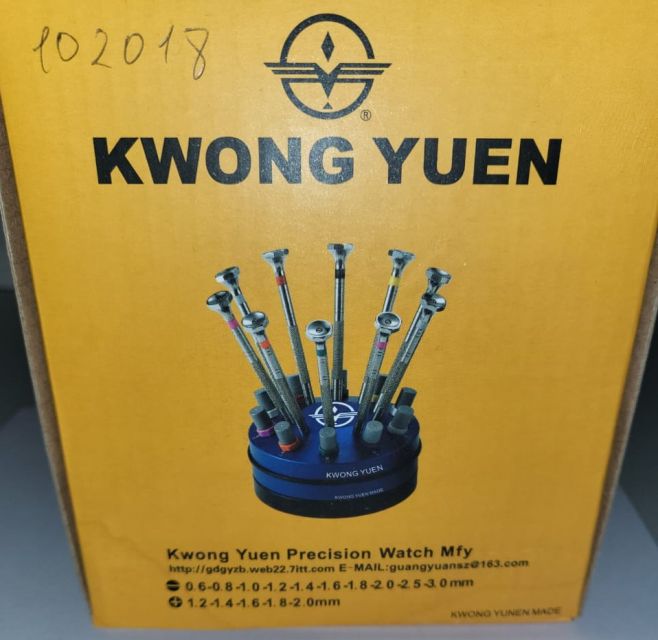 102018
®
KWONG YUEN
KWONG YUEN
KWONG YUEN MADE
Kwong Yuen Precision Watch Mfy
http://gdgyzb.web22.7itt.com E-MAIL:guangyuansz@163.com
0.6-0.8-1.0-1.2-1.4-1.6-1.8-2.0-2.5-3.0mm
1.2-1.4-1.6-1.8-2.0mm
KWONG YUNEN MADE